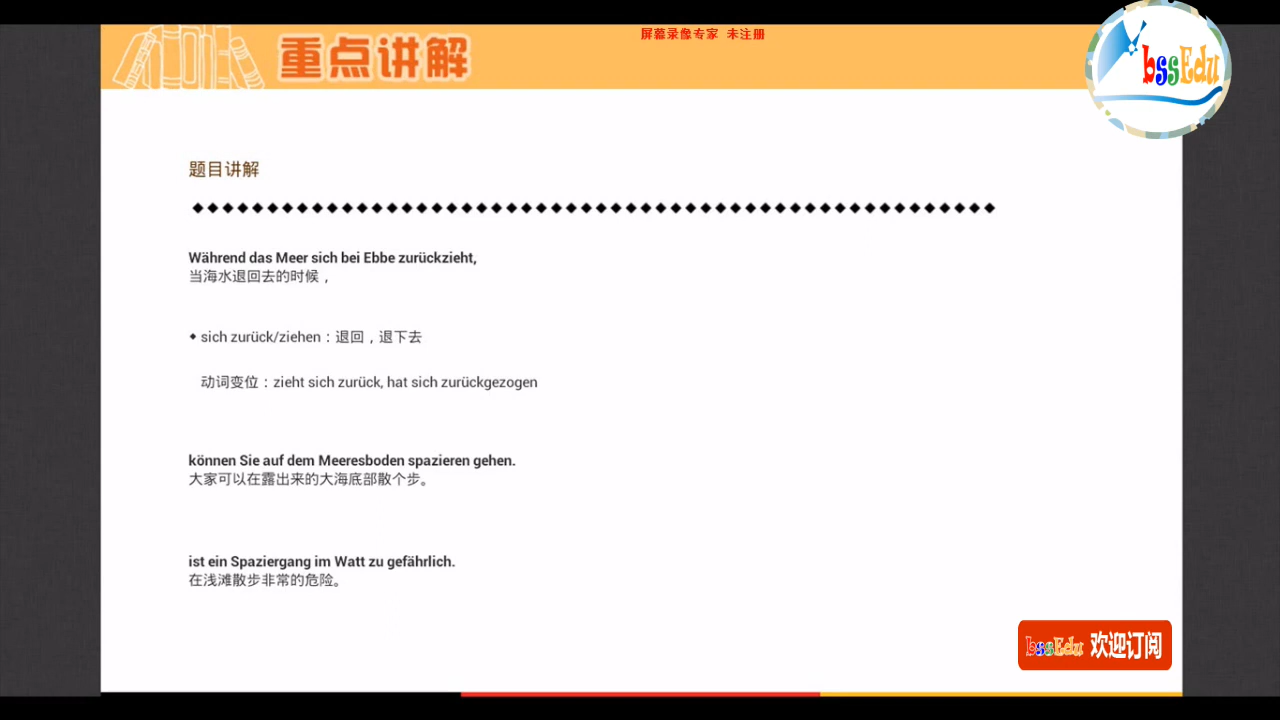 屏幕录像专家 未注册
重点讲解
bssEdu
题目讲解
Während das Meer sich bei Ebbe zurückzieht,
当海水退回去的时候，
sich zurück/ziehen：退回，退下去
动词变位：zieht sich zurück, hat sich zurückgezogen
können Sie auf dem Meeresboden spazieren gehen.
大家可以在露出来的大海底部散个步。
ist ein Spaziergang im Watt zu gefährlich.
在浅滩散步非常的危险。
bssEdu 欢迎订阅